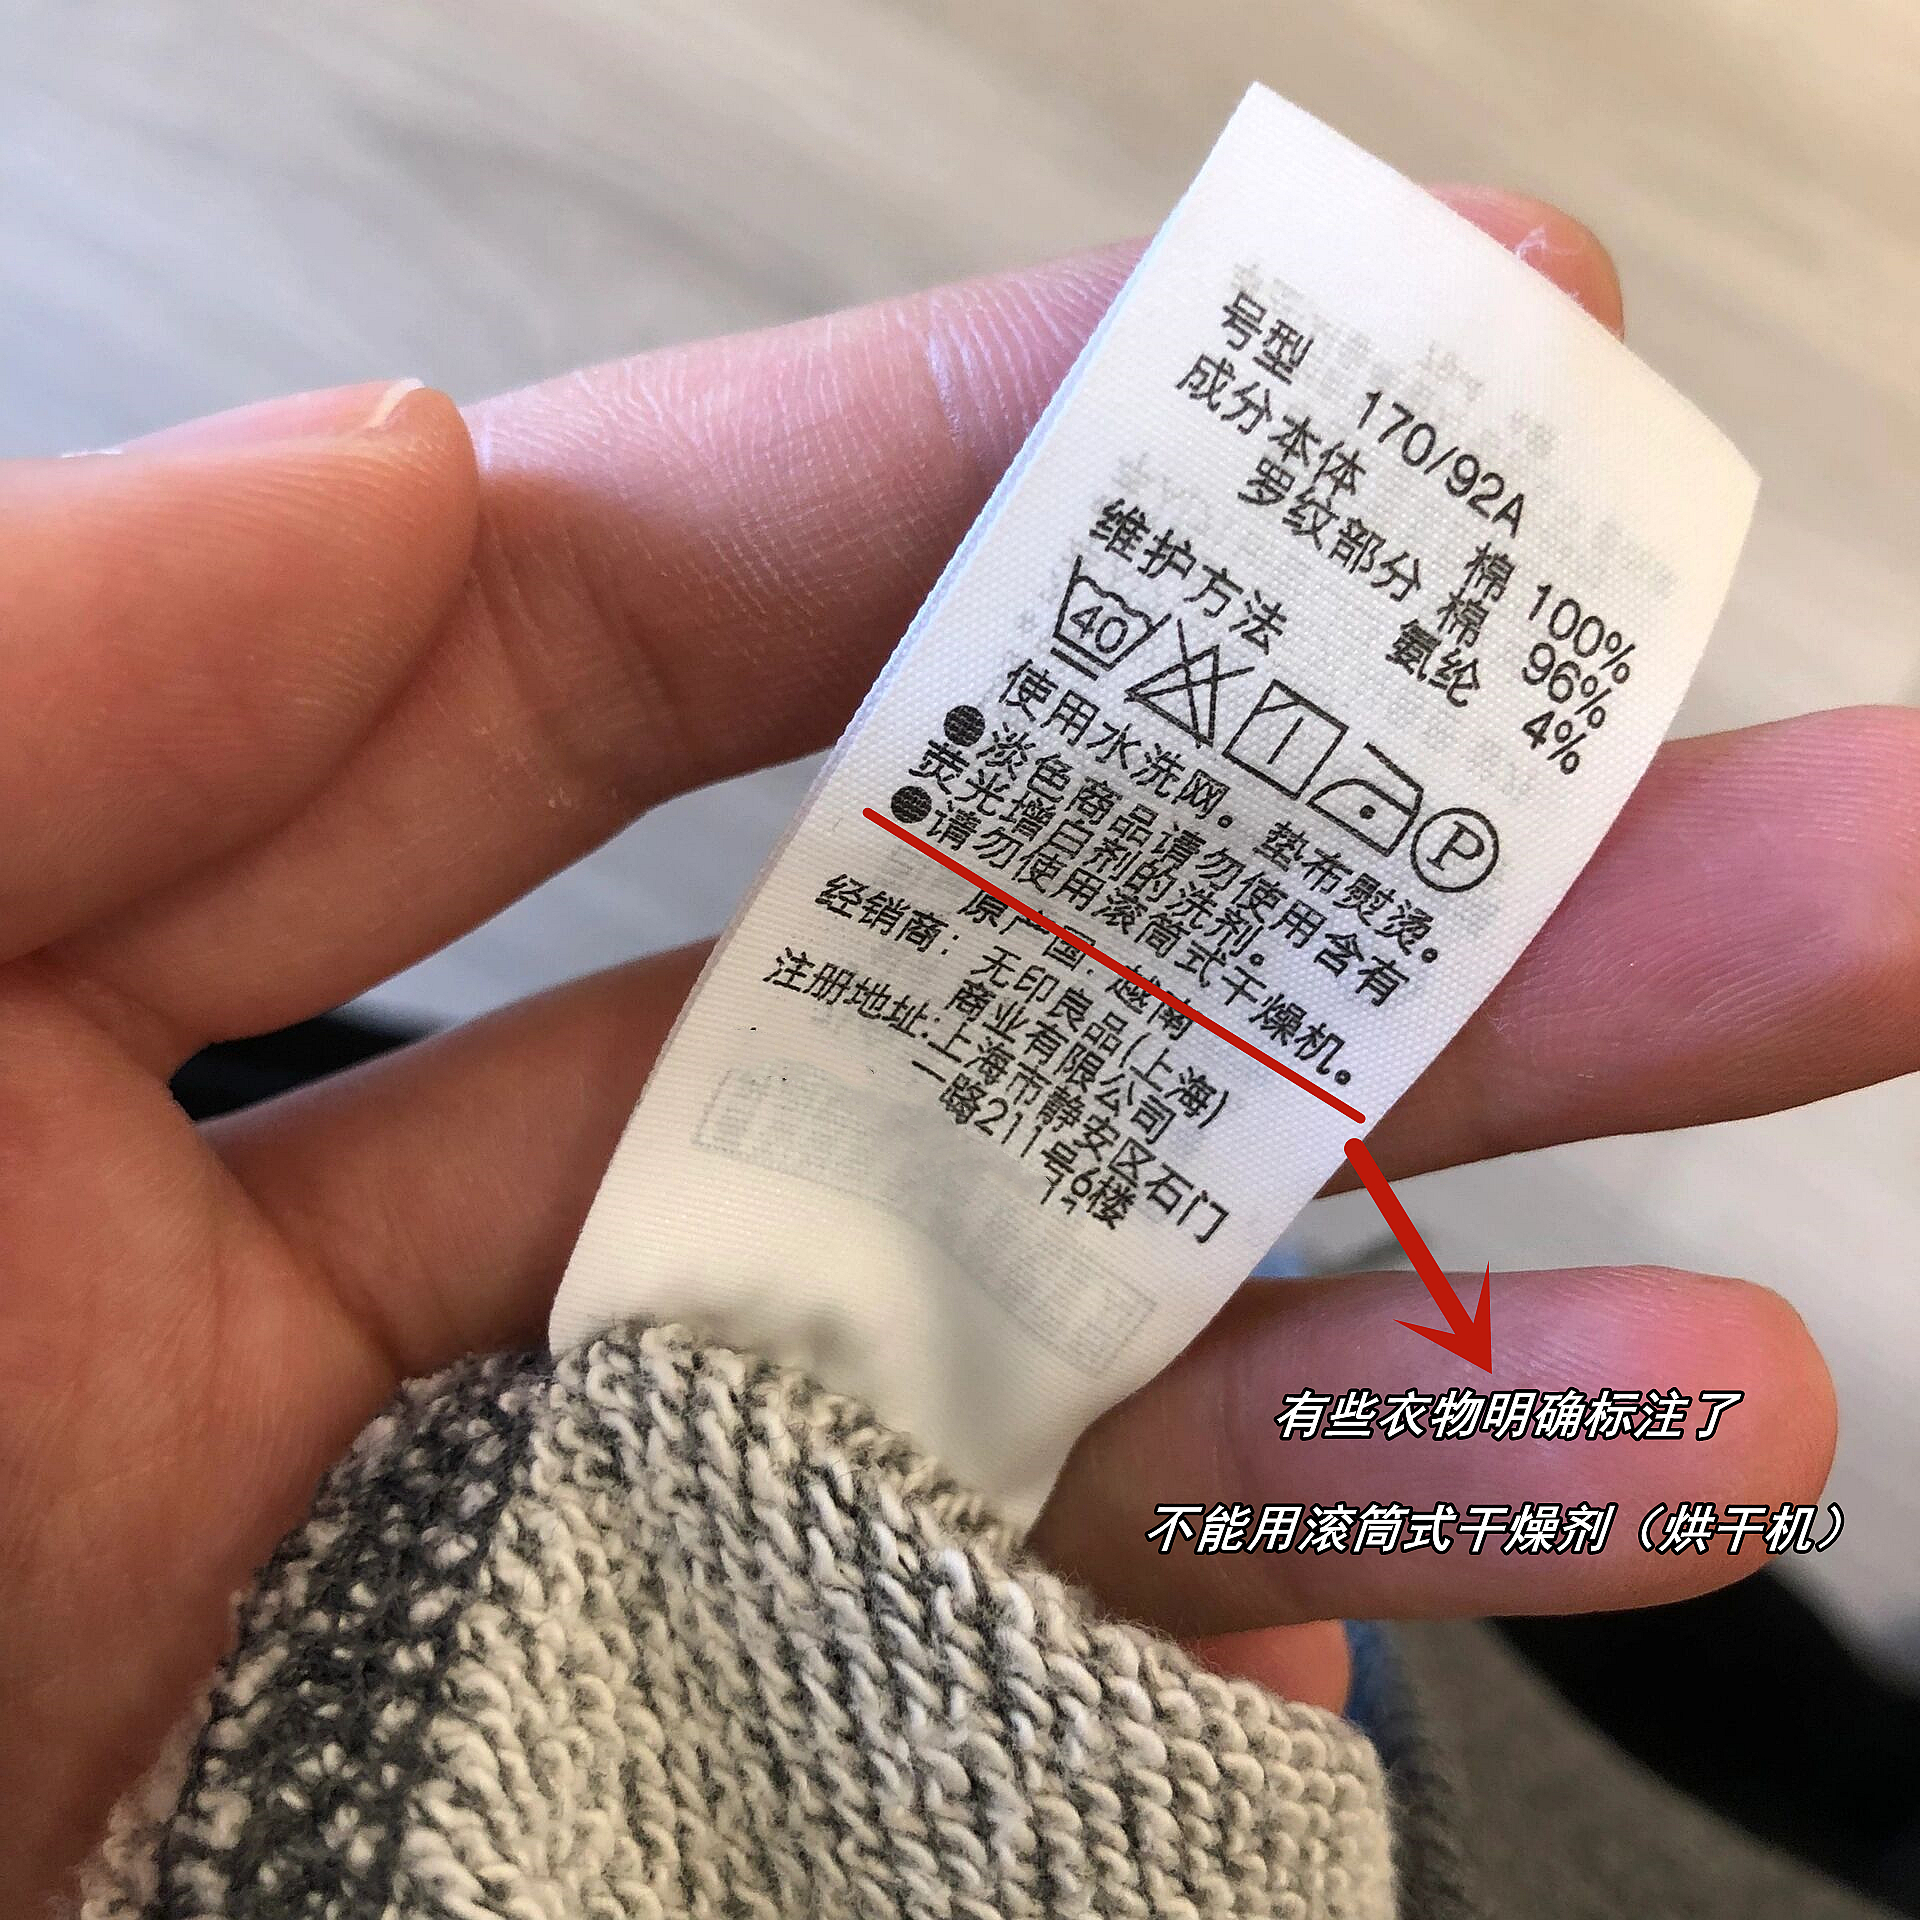 号型 170/92A
成分本体 棉 100%
罗纹部分 棉 96%
氨纶 4%
维护方法
40 P
使用水洗网。垫布熨烫。
●淡色商品请勿使用含有
荧光增白剂的洗剂。
●请勿使用滚筒式干燥机。
原产国：越南
经销商：无印良品(上海)
商业有限公司
注册地址:上海市静安区石门
一路211号6楼
有些衣物明确标注了
不能用滚筒式干燥剂（烘干机）